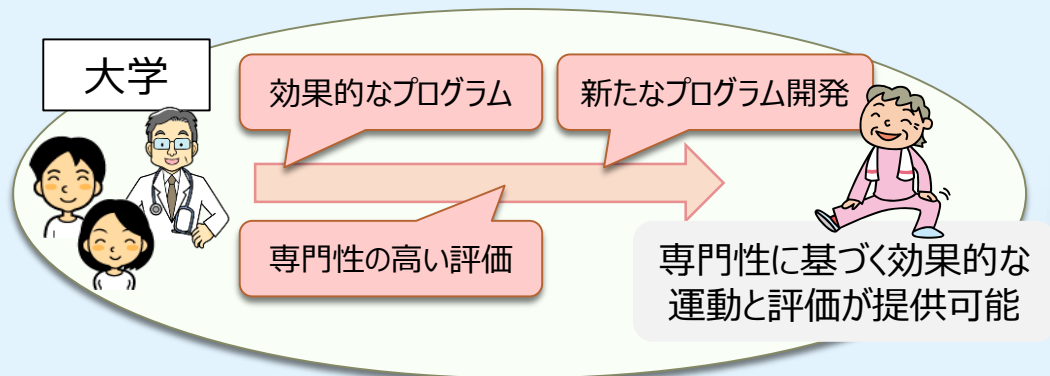 大学
効果的なプログラム
新たなプログラム開発
専門性の高い評価
専門性に基づく効果的な
運動と評価が提供可能